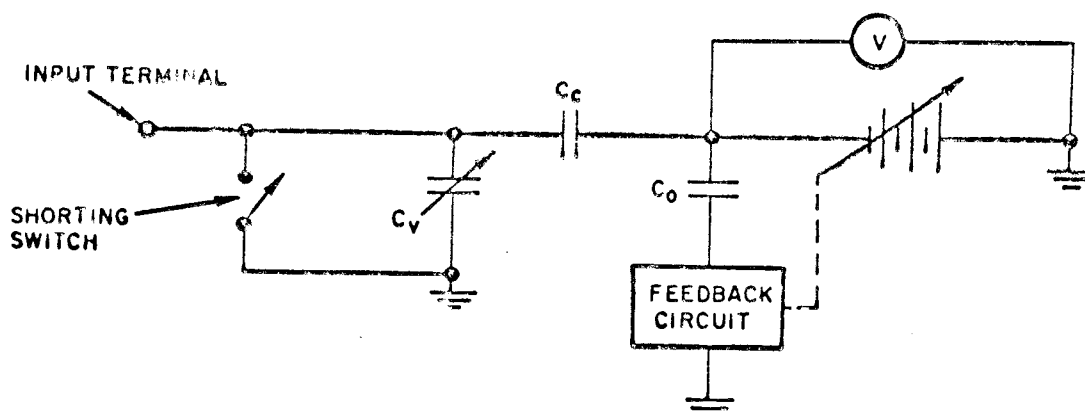 V
INPUT TERMINAL
Cc
Co
SHORTING
SWITCH
Cv
FEEDBACK
CIRCUIT